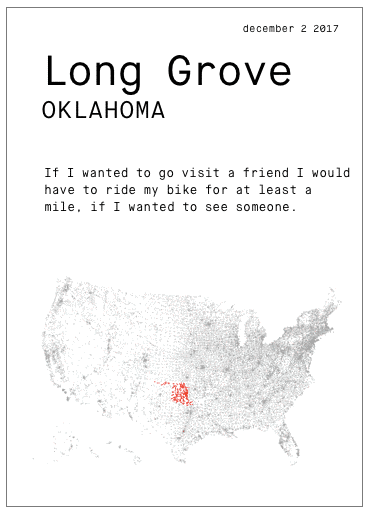 december 2 2017
Long Grove
OKLAHOMA
If I wanted to go visit a friend I would
have to ride my bike for at least a
mile, if I wanted to see someone.